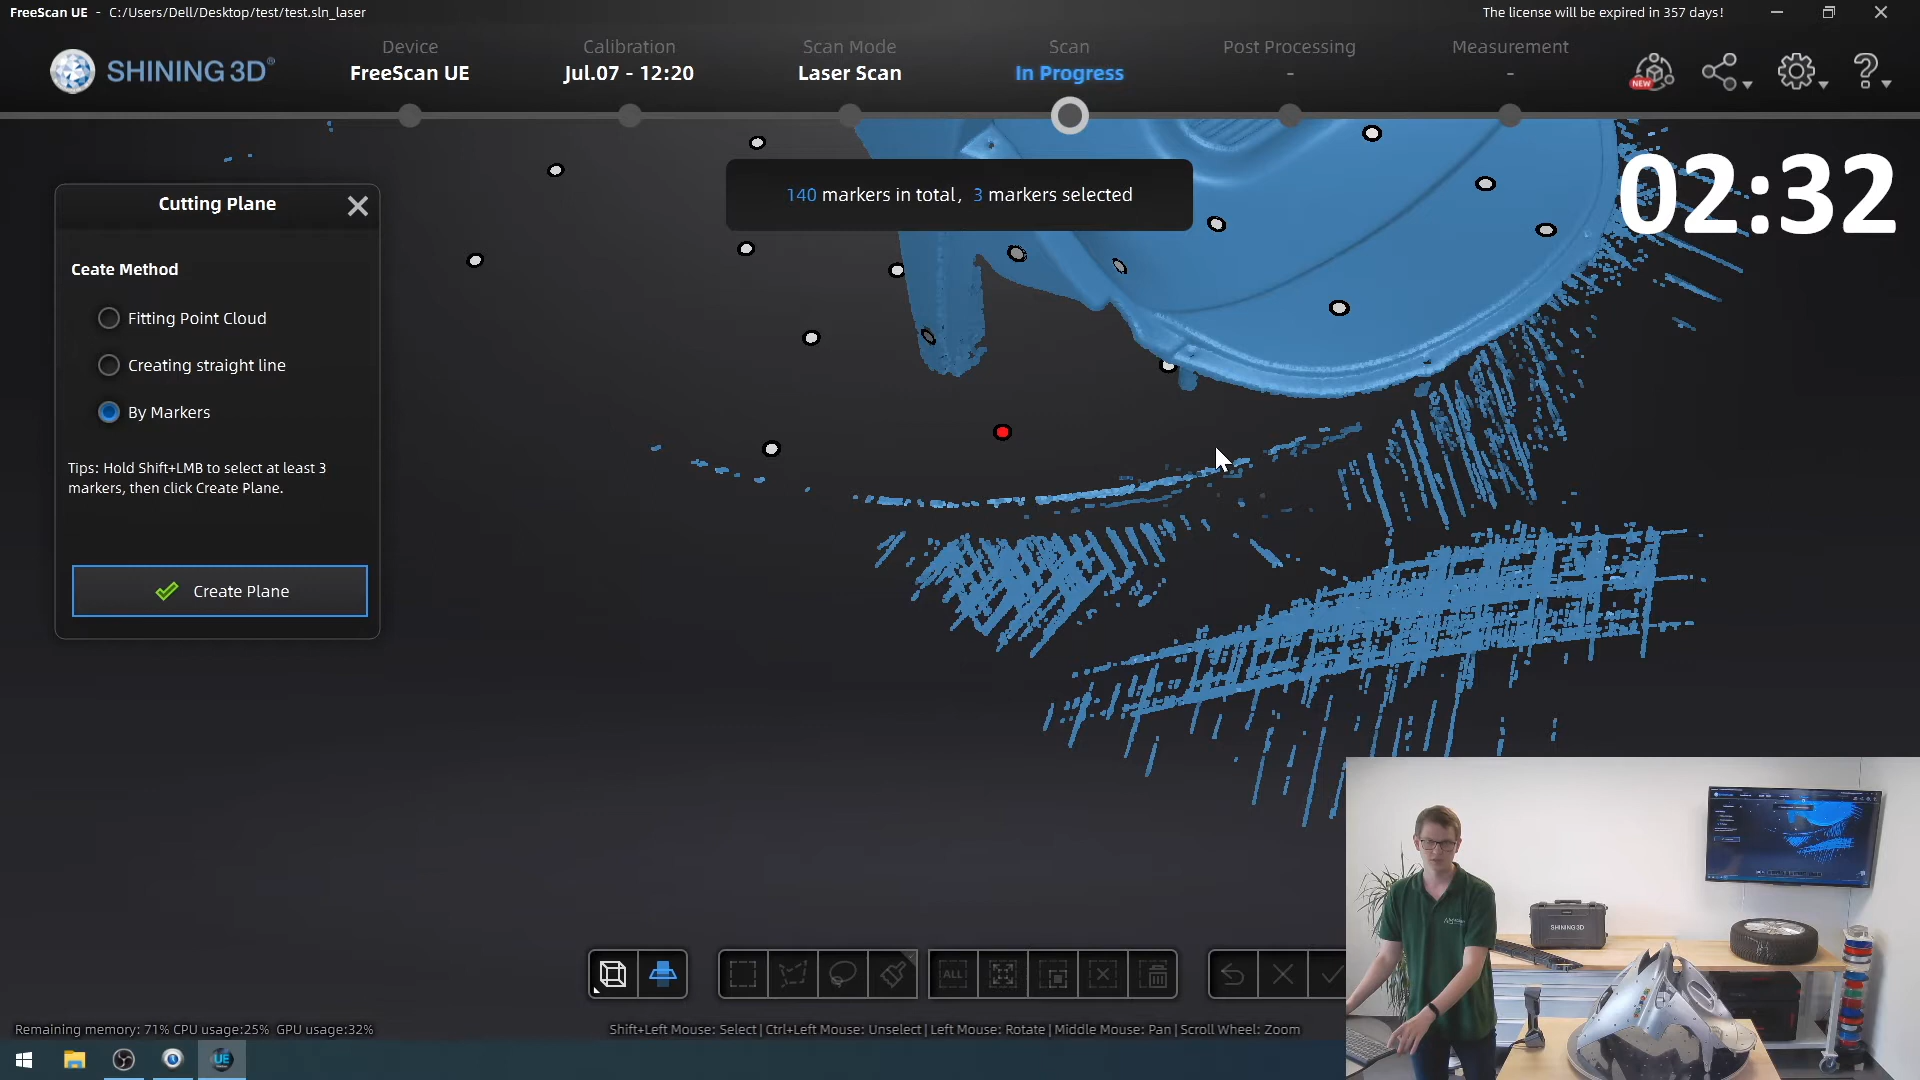 FreeScan UE - C:/Users/Dell/Desktop/test/test.sln_laser
The license will be expired in 357 days!
SHINING 3D®
Device
FreeScan UE
Calibration
Jul.07 - 12:20
Scan Mode
Laser Scan
Scan
In Progress
Post Processing
-
Measurement
-
NEW
02:32
140 markers in total, 3 markers selected
Cutting Plane
Ceate Method
Fitting Point Cloud
Creating straight line
By Markers
Tips: Hold Shift+LMB to select at least 3
markers, then click Create Plane.
Create Plane
ALL
SHINING 3D
Remaining memory: 71% CPU usage:25% GPU usage:32%
Shift+Left Mouse: Select|Ctrl+Left Mouse: Unselect|Left Mouse: Rotate|Middle Mouse: Pan|Scroll Wheel: Zoom
UE